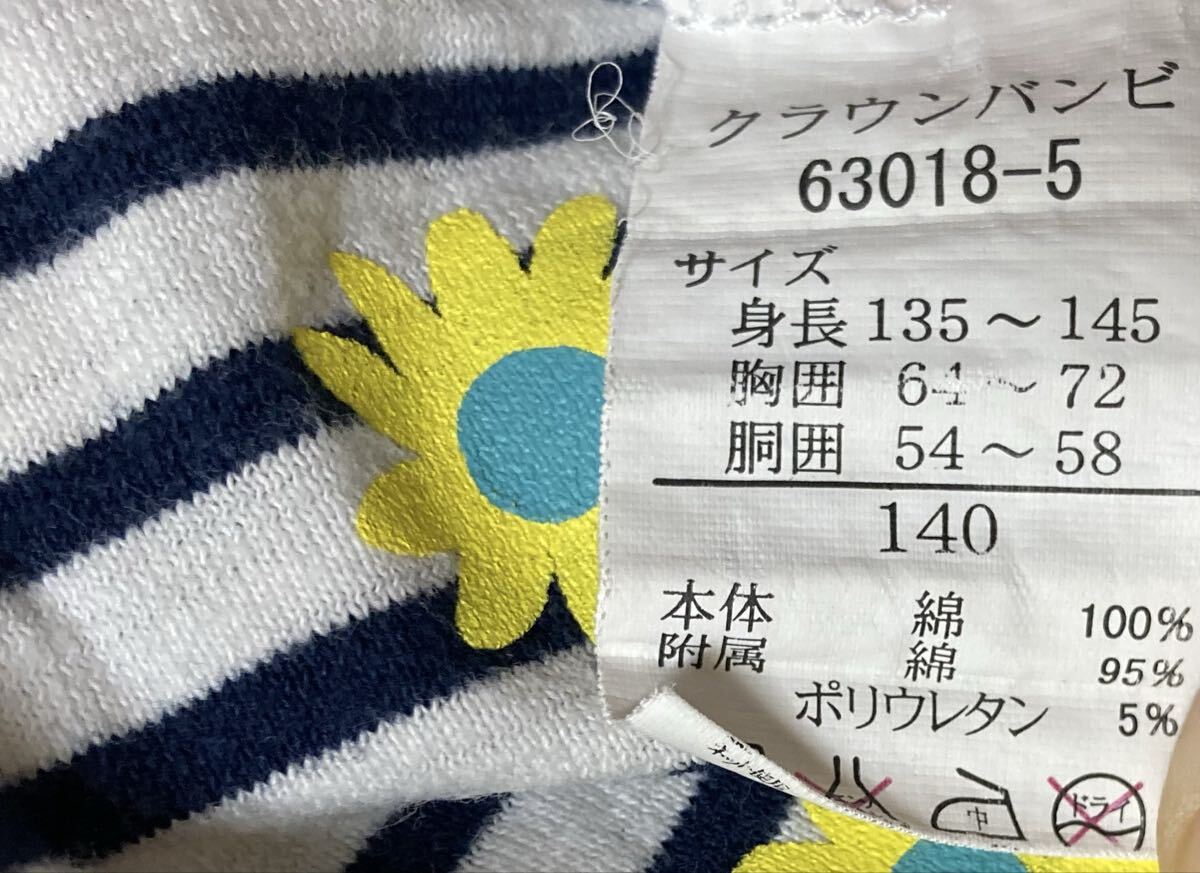 クラウンバンビ
63018-5
サイズ
身長 135～145
胸囲 64～72
胴囲 54～58
140
本体 綿 100%
附属 綿 95%
ポリウレタン 5%
中
ドライ